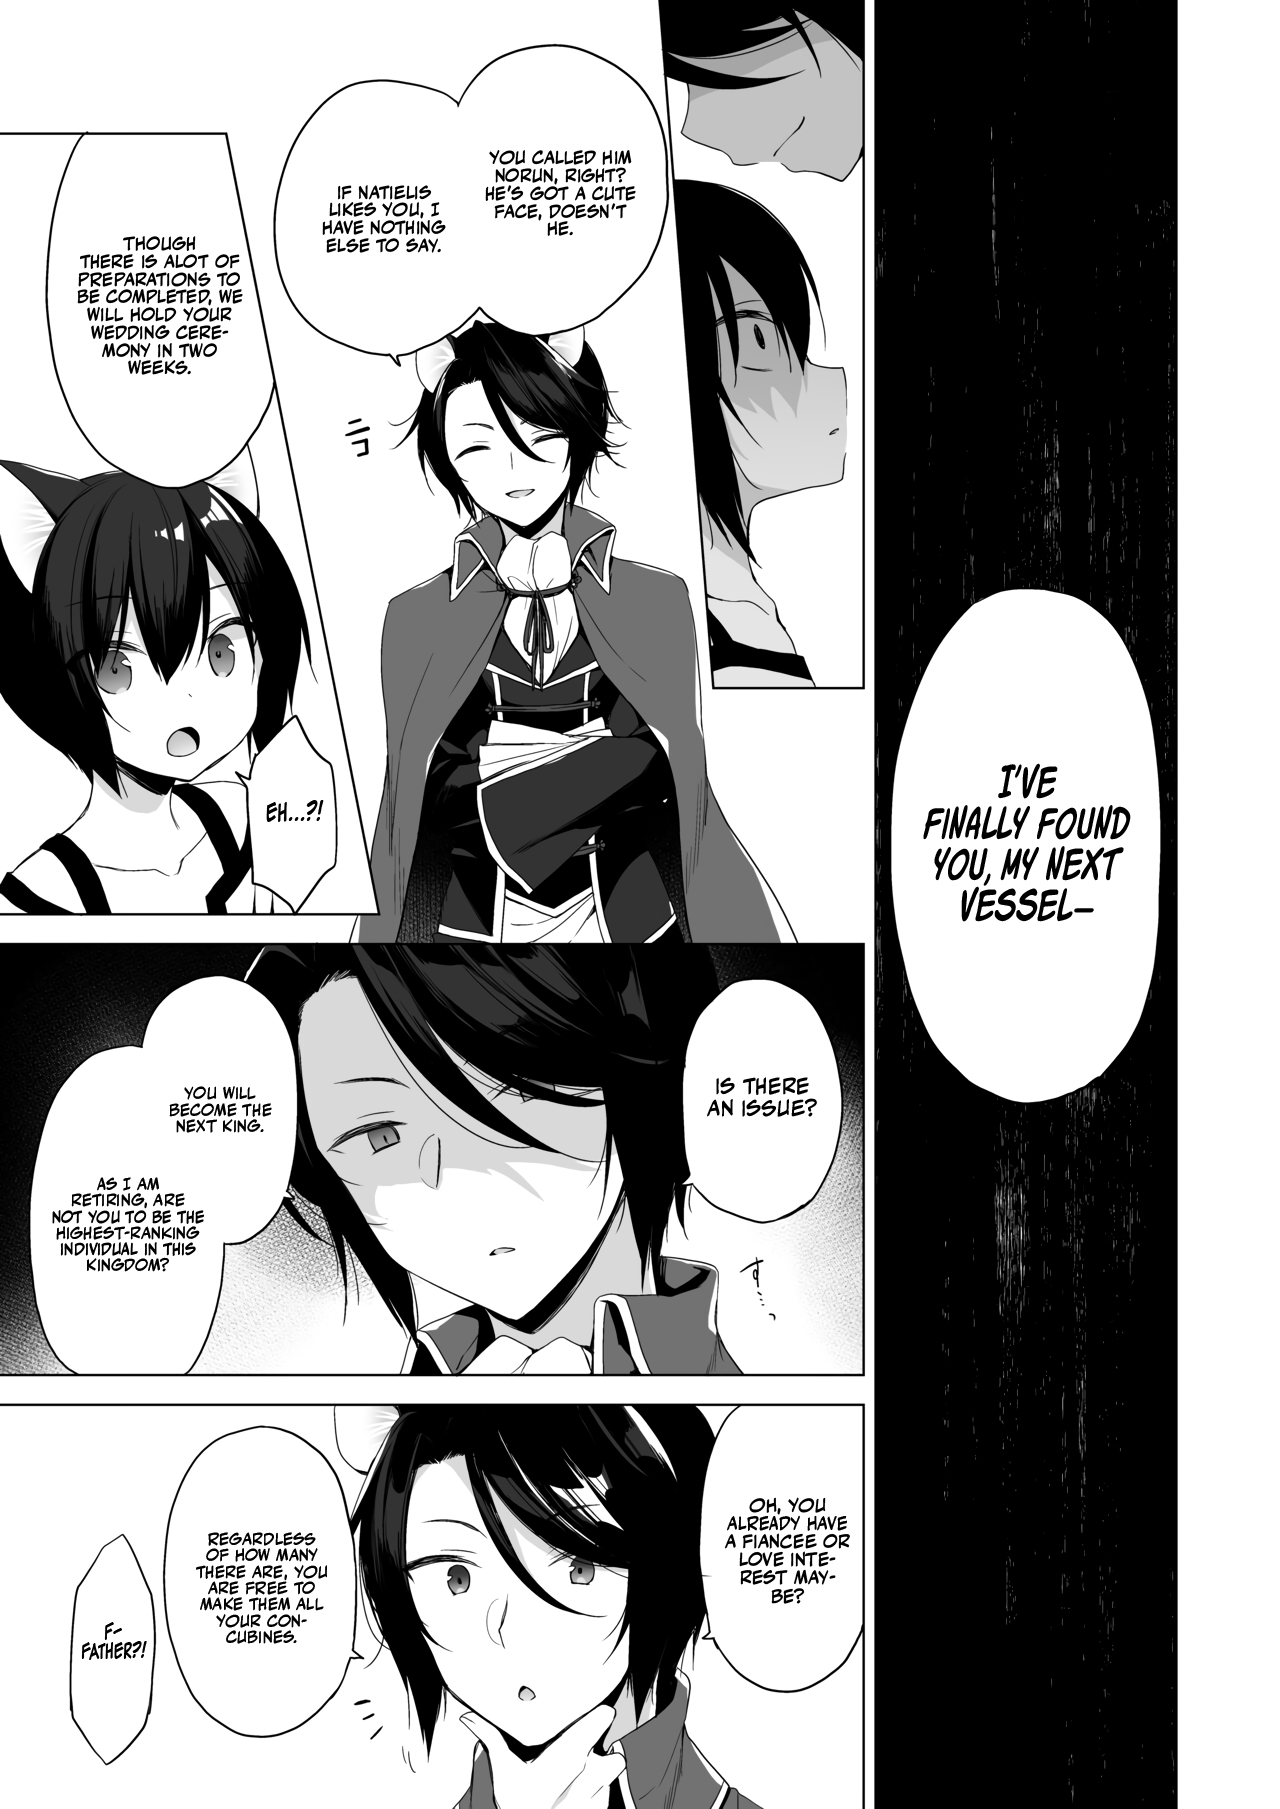 I'VE
FINALLY FOUND
YOU, MY NEXT
VESSEL—
YOU CALLED HIM
NORUN, RIGHT?
HE'S GOT A CUTE
FACE, DOESN'T
HE.
IF NATIELIS
LIKES YOU, I
HAVE NOTHING
ELSE TO SAY.
ニコ
THOUGH
THERE IS ALOT OF
PREPARATIONS TO
BE COMPLETED, WE
WILL HOLD YOUR
WEDDING CERE-
MONY IN TWO
WEEKS.
EH...?!
IS THERE
AN ISSUE?
す…っ
YOU WILL
BECOME THE
NEXT KING.
AS I AM
RETIRING, ARE
NOT YOU TO BE THE
HIGHEST-RANKING
INDIVIDUAL IN THIS
KINGDOM?
OH, YOU
ALREADY HAVE
A FIANCEE OR
LOVE INTE-
REST MAY-
BE?
REGARDLESS
OF HOW MANY
THERE ARE, YOU
ARE FREE TO
MAKE THEM ALL
YOUR CON-
CUBINES.
F-
FATHER?!